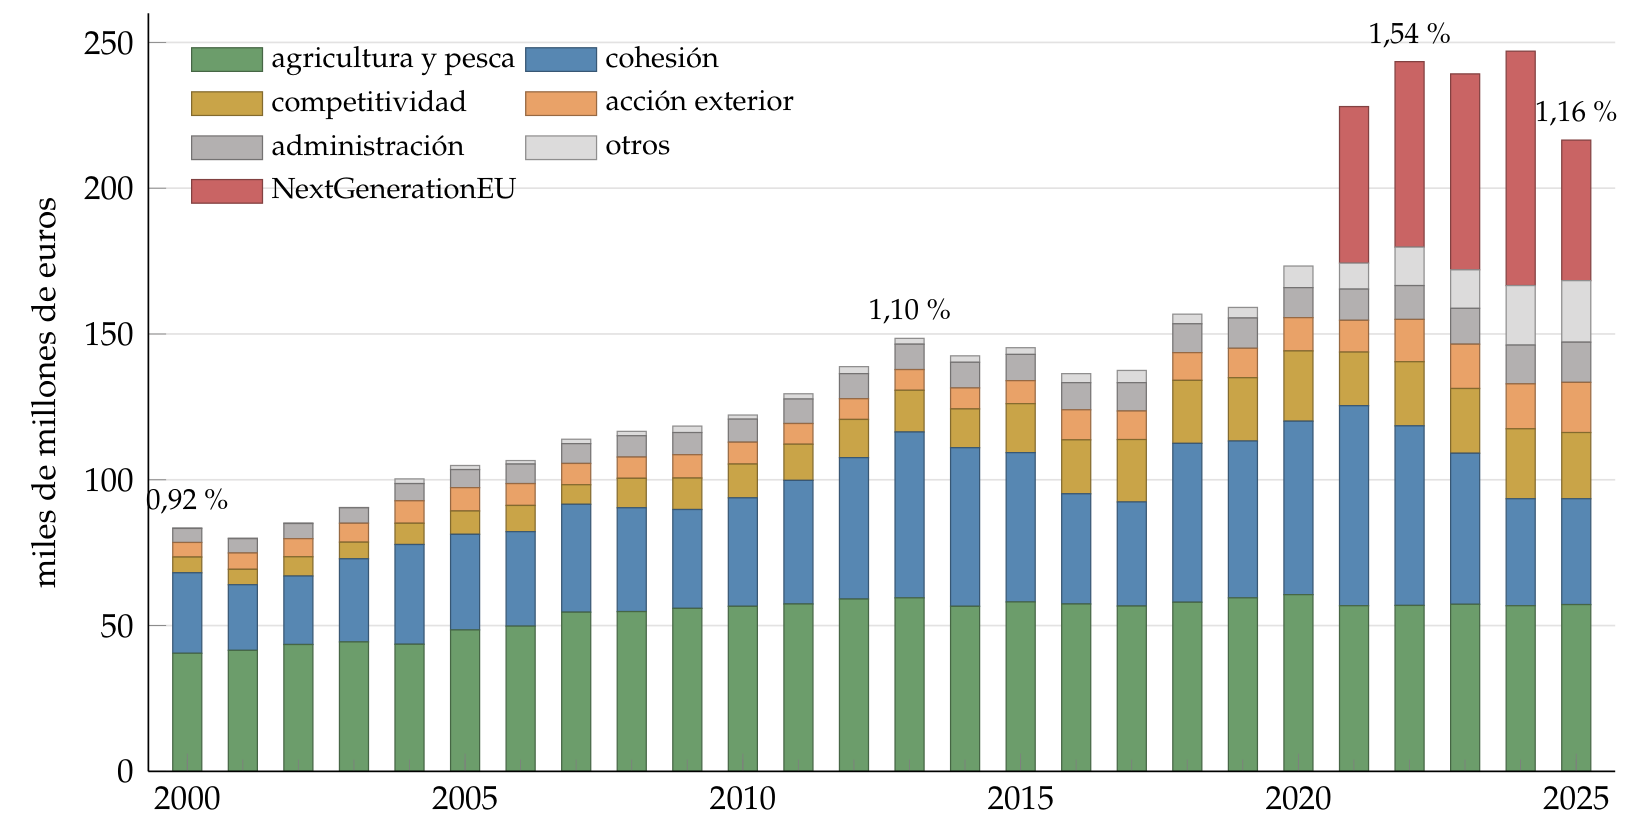 250
200
150
100
50
0
miles de millones de euros
agricultura y pesca
cohesión
competitividad
acción exterior
administración
otros
NextGenerationEU
0,92 %
1,10 %
1,54 %
1,16 %
2000 2005 2010 2015 2020 2025